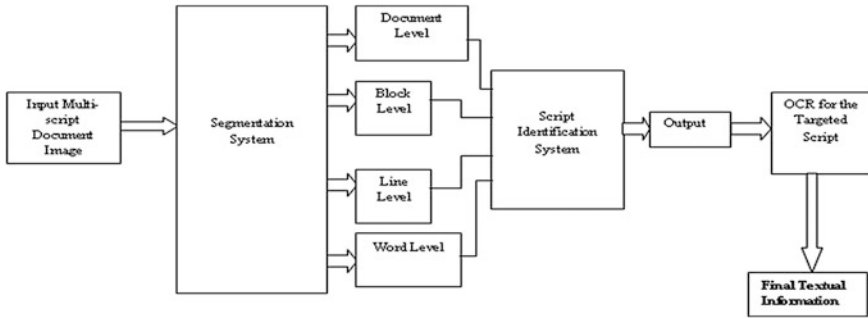 Input Multi-
script
Document
Image
Segmentation
System
Document
Level
Block
Level
Line
Level
Word Level
Script
Identification
System
Output
OCR for the
Targeted
Script
Final Textual
Information